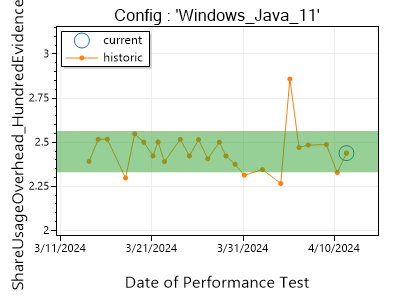 Config : 'Windows_Java_11'
ShareUsageOverhead_HundredEvidence
current
historic
3
2.75
2.5
2.25
2
3/11/2024
3/21/2024
3/31/2024
4/10/2024
Date of Performance Test